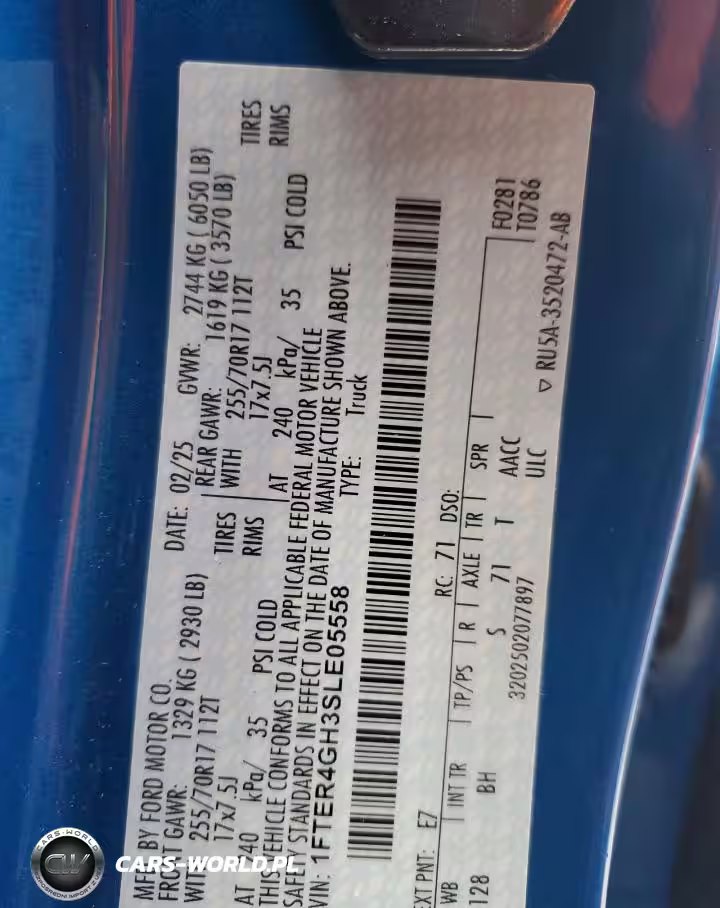 MFD BY FORD MOTOR CO.
DATE: 02/25 GVWR: 2744 KG ( 6050 LB)
FRONT GAWR: 1329 KG ( 2930 LB)
REAR GAWR: 1619 KG ( 3570 LB)
WITH 255/70R17 112T TIRES
WITH 255/70R17 112T TIRES
17x7.5J RIMS
17x7.5J RIMS
AT 240 kPa/ 35 PSI COLD
AT 240 kPa/ 35 PSI COLD
THIS VEHICLE CONFORMS TO ALL APPLICABLE FEDERAL MOTOR VEHICLE
SAFETY STANDARDS IN EFFECT ON THE DATE OF MANUFACTURE SHOWN ABOVE.
VIN: 1FTER4GH3SLE05558
TYPE: Truck
EXT PNT: E7 RC: 71 DSO:
F0281
T0786
WB INT TR TP/PS R AXLE TR SPR
128 BH S 71 T AACC
3202502077897 ULC
RU5A-3520472-AB
CARS-WORLD
CW
CARS-WORLD.PL